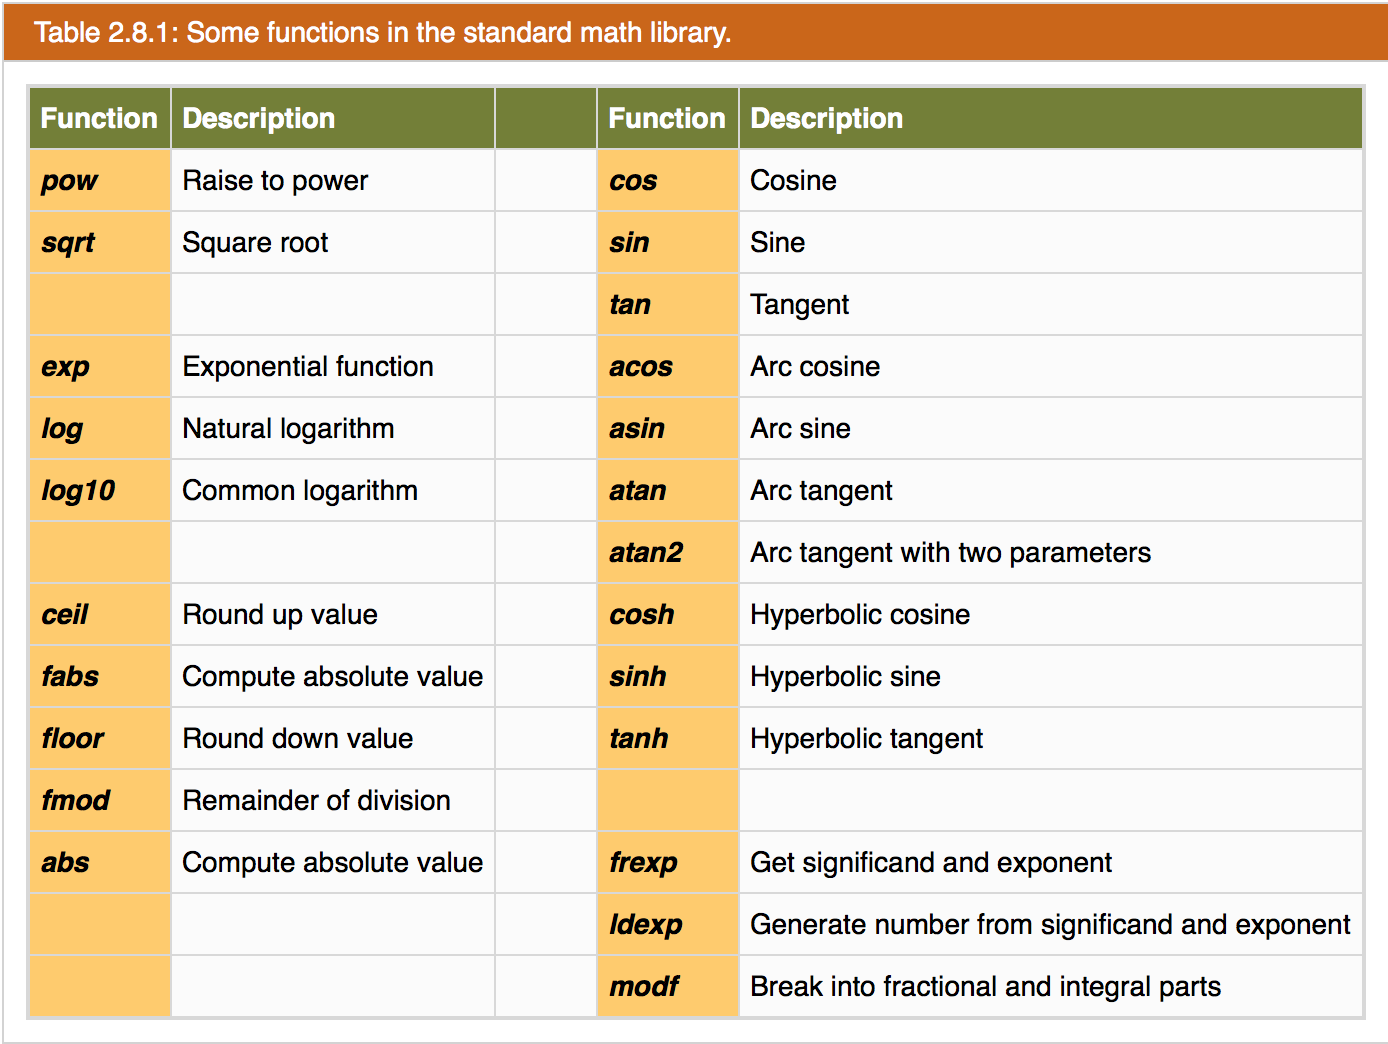 Table 2.8.1: Some functions in the standard math library.
Function Description Function Description
pow Raise to power cos Cosine
sqrt Square root sin Sine
tan Tangent
exp Exponential function acos Arc cosine
log Natural logarithm asin Arc sine
log10 Common logarithm atan Arc tangent
atan2 Arc tangent with two parameters
ceil Round up value cosh Hyperbolic cosine
fabs Compute absolute value sinh Hyperbolic sine
floor Round down value tanh Hyperbolic tangent
fmod Remainder of division
abs Compute absolute value frexp Get significand and exponent
ldexp Generate number from significand and exponent
modf Break into fractional and integral parts